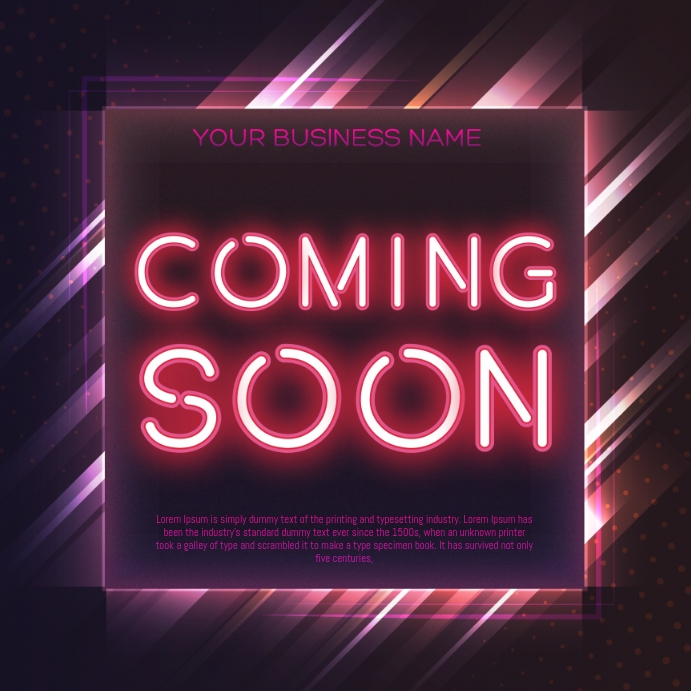 YOUR BUSINESS NAME
COMING
SOON
Lorem Ipsum is simply dummy text of the printing and typesetting industry. Lorem Ipsum has
been the industry's standard dummy text ever since the 1500s, when an unknown printer
took a galley of type and scrambled it to make a type specimen book. It has survived not only
five centuries,